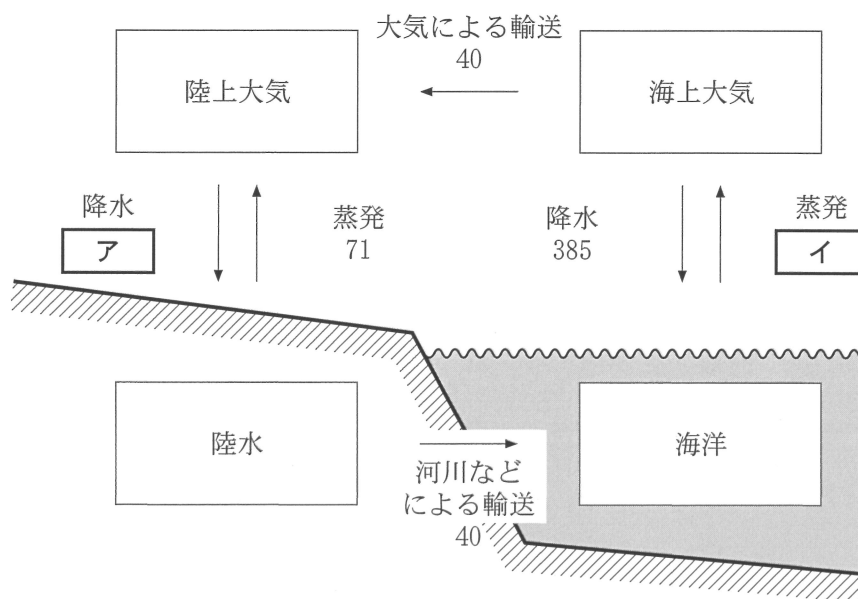 大気による輸送
40
陸上大気
海上大気
降水
ア
蒸発
71
降水
385
蒸発
イ
陸水
河川など
による輸送
40
海洋